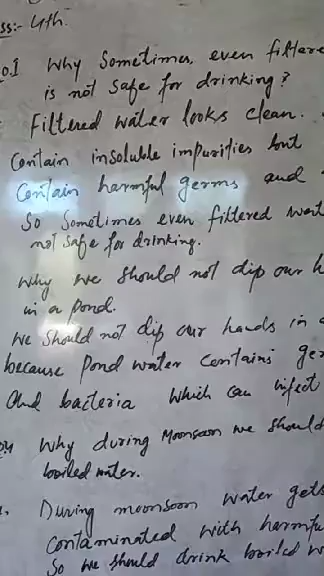 ss:- 4th.
Q.1 Why Sometimes, even filtere
is not safe for drinking?
Filtered water looks clean.
Contain insoluble impurities but
Contain harmful germs and
So Sometimes even filtered wat
not safe for drinking.
Why we should not dip our h
in a pond.
We should not dip our hands in a
because Pond water contains ger
and bacteria which can infect
Why during Monsoon we should
boiled water.
During moonsoon water gets
contaminated with harmfu
So we should drink boiled w